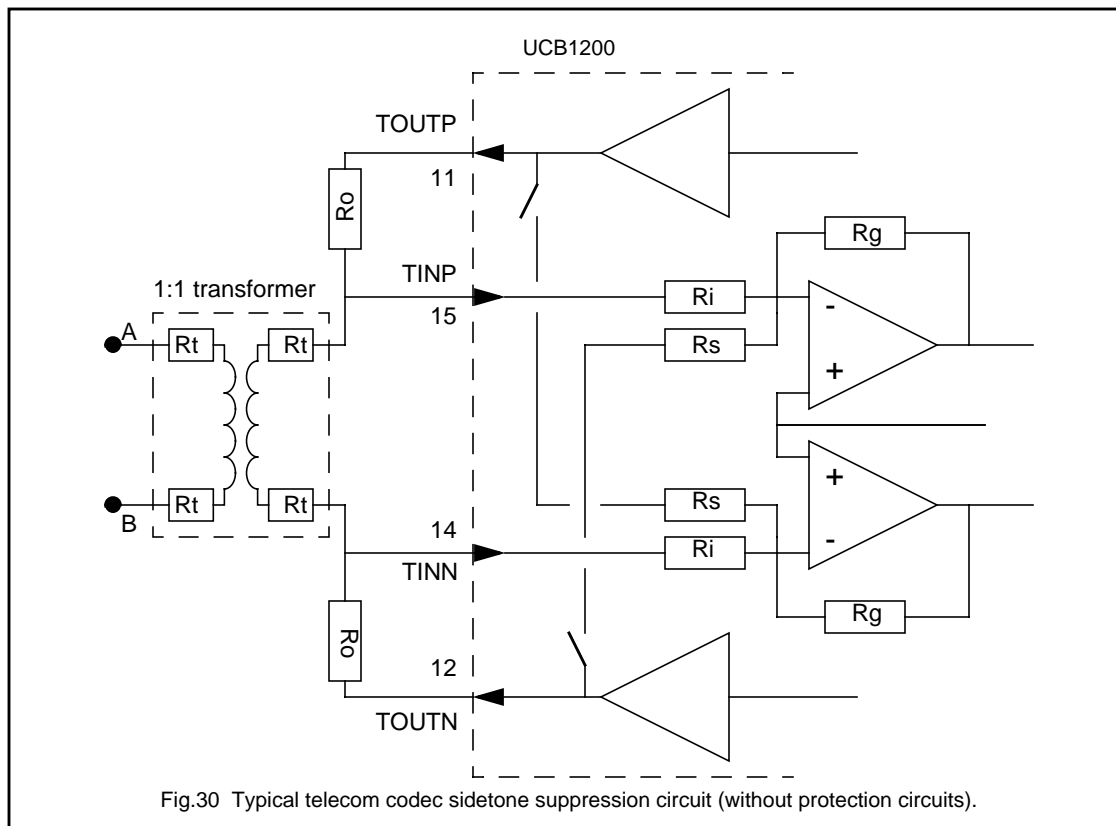 UCB1200
TOUTP
11
Ro
Rg
TINP
1:1 transformer
Ri
-
15
A
Rt
Rt
Rs
+
+
Rt
Rt
Rs
B
14
-
Ri
TINN
Rg
Ro
12
TOUTN
Fig.30 Typical telecom codec sidetone suppression circuit (without protection circuits).